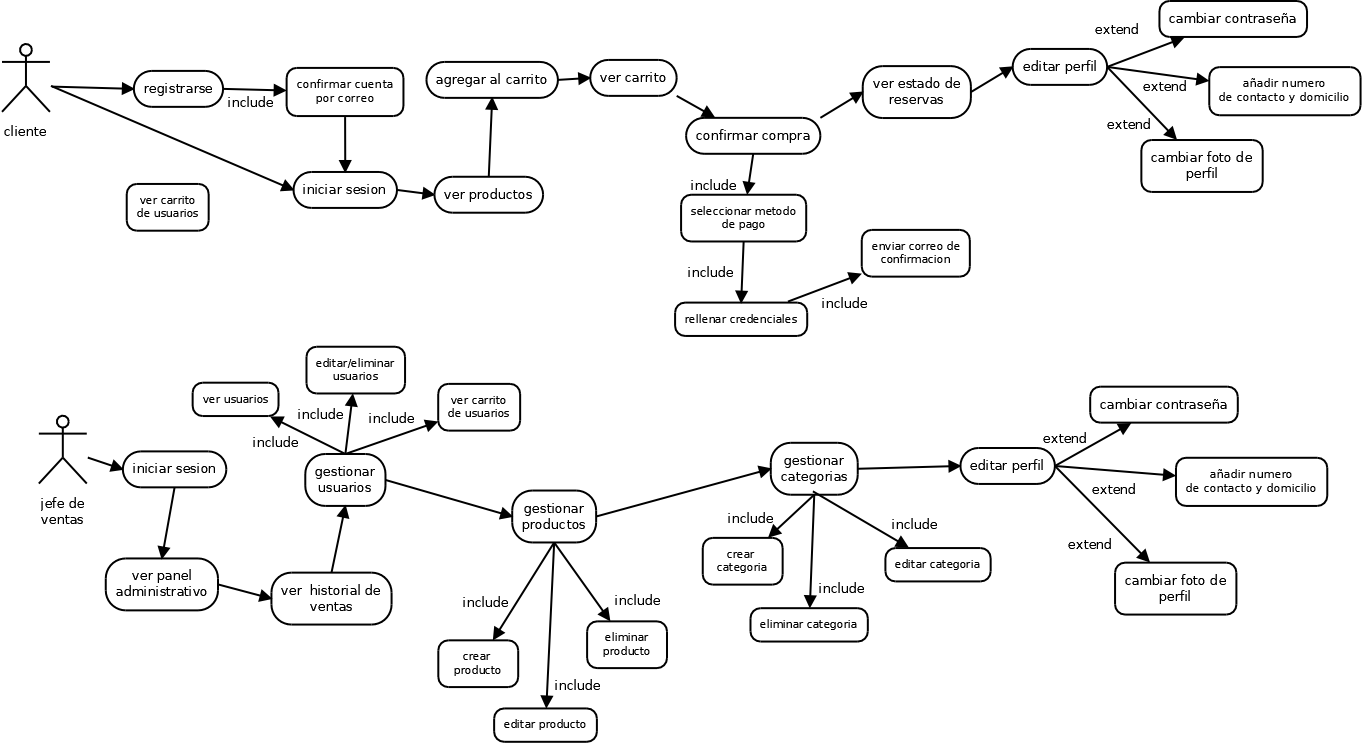 cambiar contraseña
extend
editar perfil
añadir numero
de contacto y domicilio
extend
extend
cambiar foto de
perfil
ver estado de
reservas
agregar al carrito
ver carrito
confirmar compra
registrarse
include
confirmar cuenta
por correo
cliente
iniciar sesion
ver productos
ver carrito
de usuarios
include
seleccionar metodo
de pago
include
rellenar credenciales
include
enviar correo de
confirmacion
jefe de
ventas
iniciar sesion
ver panel
administrativo
ver  historial de
ventas
gestionar
usuarios
include
ver usuarios
include
editar/eliminar
usuarios
include
ver carrito
de usuarios
gestionar
productos
include
crear
producto
include
editar producto
include
eliminar
producto
gestionar
categorias
include
crear
categoria
include
eliminar categoria
include
editar categoria
editar perfil
extend
cambiar contraseña
extend
añadir numero
de contacto y domicilio
extend
cambiar foto de
perfil